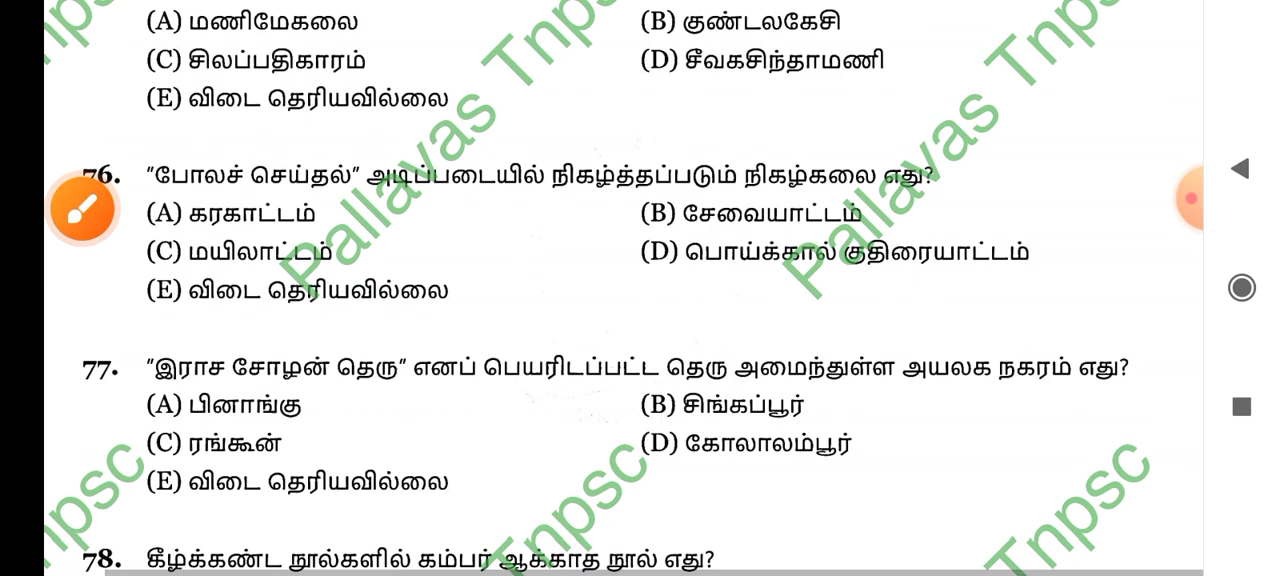 (A) மணிமேகலை (B) குண்டலகேசி
(C) சிலப்பதிகாரம் (D) சீவகசிந்தாமணி
(E) விடை தெரியவில்லை
76. "போலச் செய்தல்" அடிப்படையில் நிகழ்த்தப்படும் நிகழ்கலை எது?
(A) கரகாட்டம் (B) சேவையாட்டம்
(C) மயிலாட்டம் (D) பொய்க்கால் குதிரையாட்டம்
(E) விடை தெரியவில்லை
77. "இராச சோழன் தெரு" எனப் பெயரிடப்பட்ட தெரு அமைந்துள்ள அயலக நகரம் எது?
(A) பினாங்கு (B) சிங்கப்பூர்
(C) ரங்கூன் (D) கோலாலம்பூர்
(E) விடை தெரியவில்லை
78. கீழ்க்கண்ட நூல்களில் கம்பர் ஆக்காத நூல் எது?
Pallavas Tnpsc
Pallavas Tnpsc
Tnpsc
Tnpsc
Tnpsc